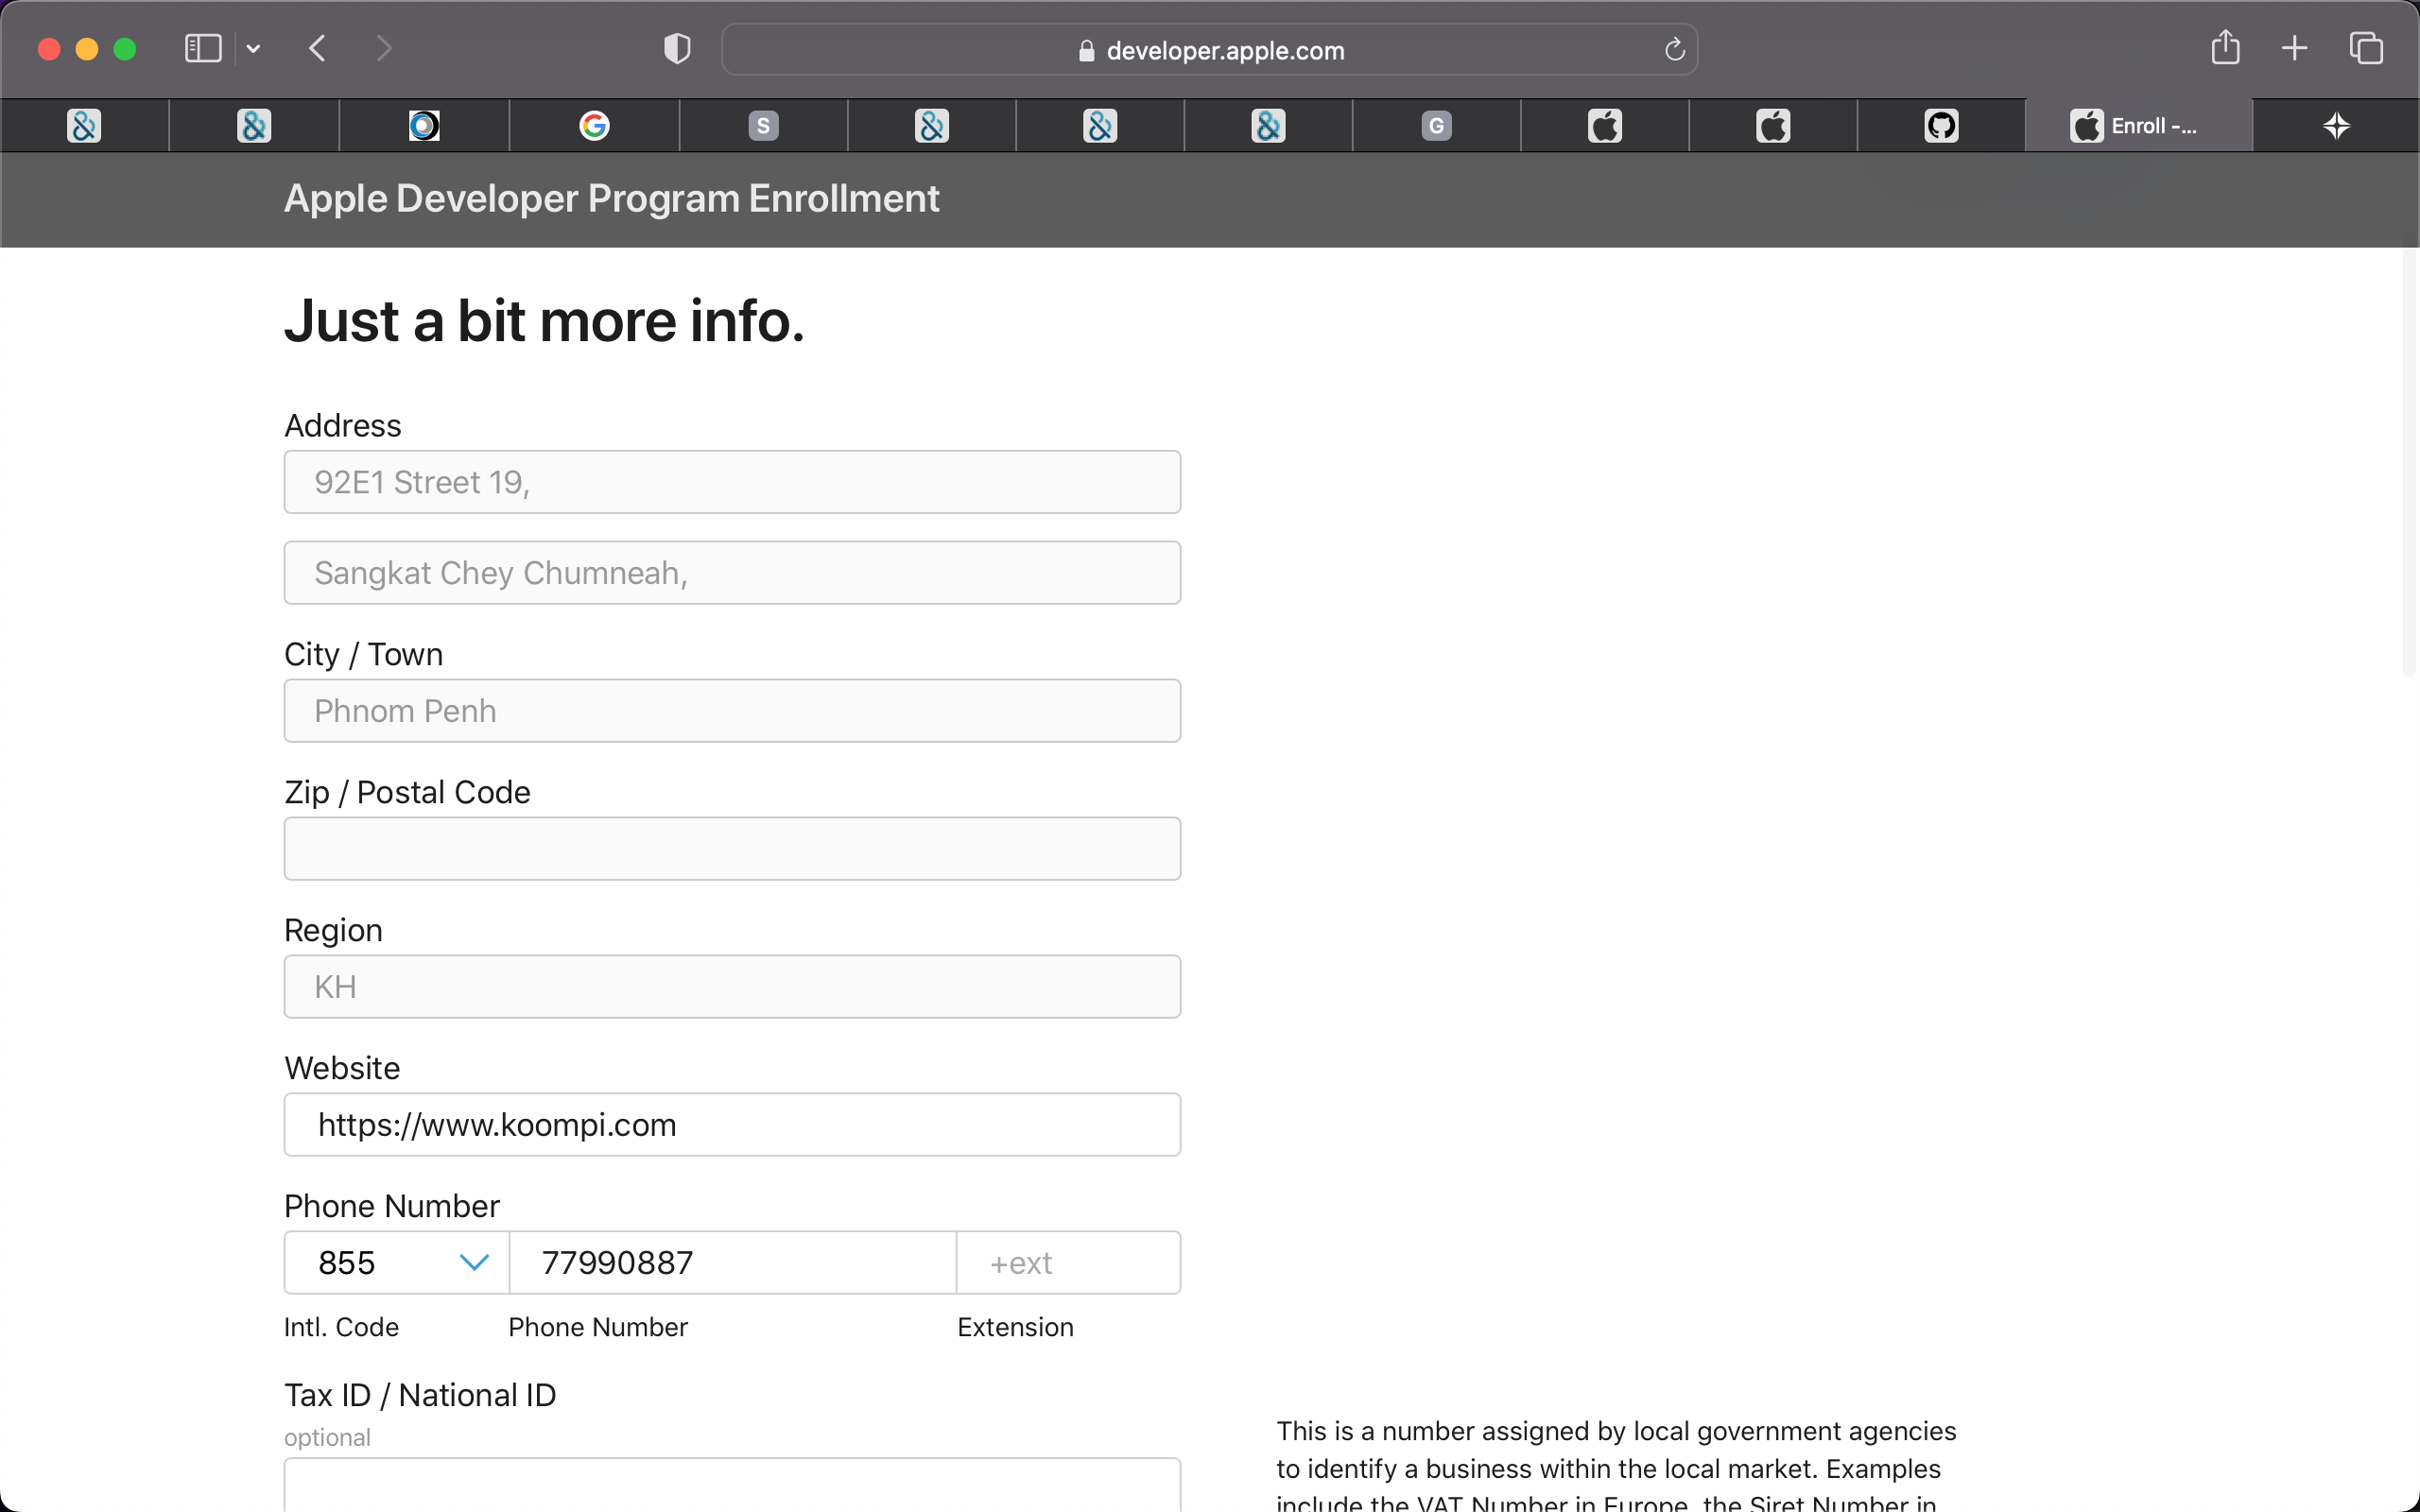 developer.apple.com
S
G
Enroll -...
Apple Developer Program Enrollment
Just a bit more info.
Address
92E1 Street 19,
Sangkat Chey Chumneah,
City / Town
Phnom Penh
Zip / Postal Code
Region
KH
Website
https://www.koompi.com
Phone Number
855 77990887 +ext
Intl. Code Phone Number Extension
Tax ID / National ID
optional
This is a number assigned by local government agencies
to identify a business within the local market. Examples
include the VAT Number in Europe, the Siret Number in